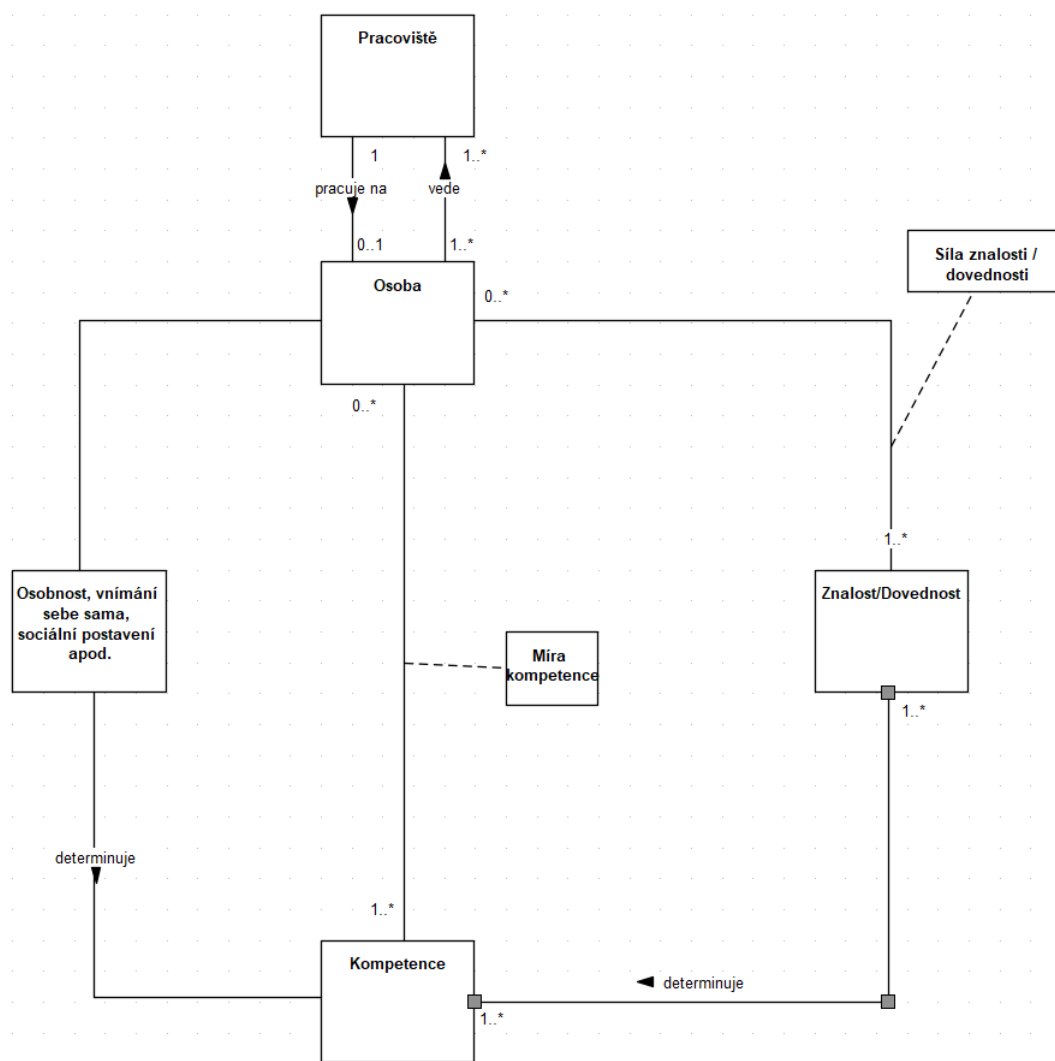 Pracoviště
1
1..*
pracuje na
vede
0..1
1..*
Osoba
0..*
Síla znalosti /
dovednosti
0..*
1..*
Osobnost, vnímání
sebe sama,
sociální postavení
apod.
Znalost/Dovednost
Míra
kompetence
1..*
determinuje
1..*
Kompetence
determinuje
1..*